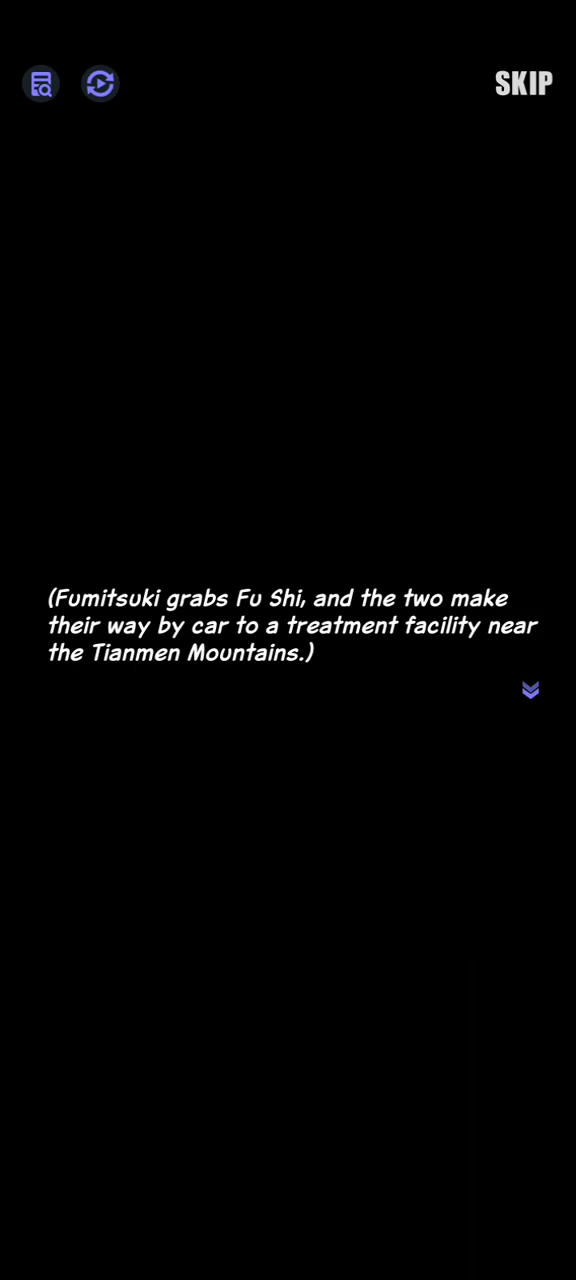 SKIP
(Fumitsuki grabs Fu Shi, and the two make
their way by car to a treatment facility near
the Tianmen Mountains.)